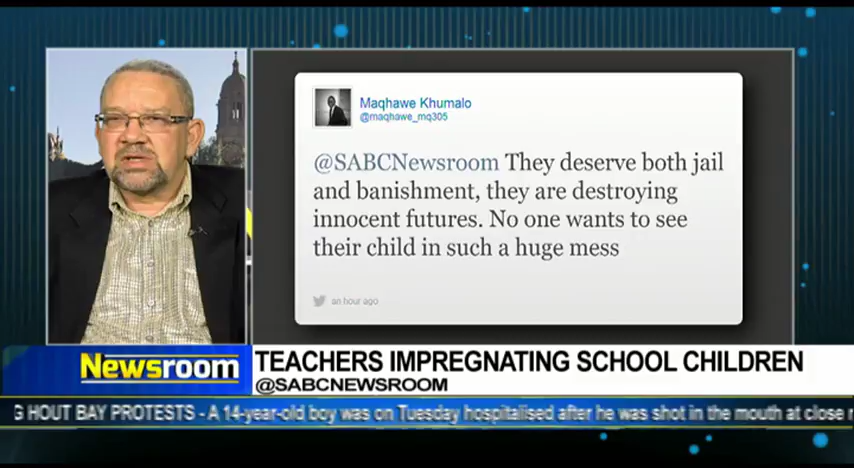 Maqhawe Khumalo
@maqhawe_mq305
@SABCNewsroom They deserve both jail
and banishment, they are destroying
innocent futures. No one wants to see
their child in such a huge mess
an hour ago
Newsroom
TEACHERS IMPREGNATING SCHOOL CHILDREN
@SABCNEWSROOM
G HOUT BAY PROTESTS - A 14-year-old boy was on Tuesday hospitalised after he was shot in the mouth at close